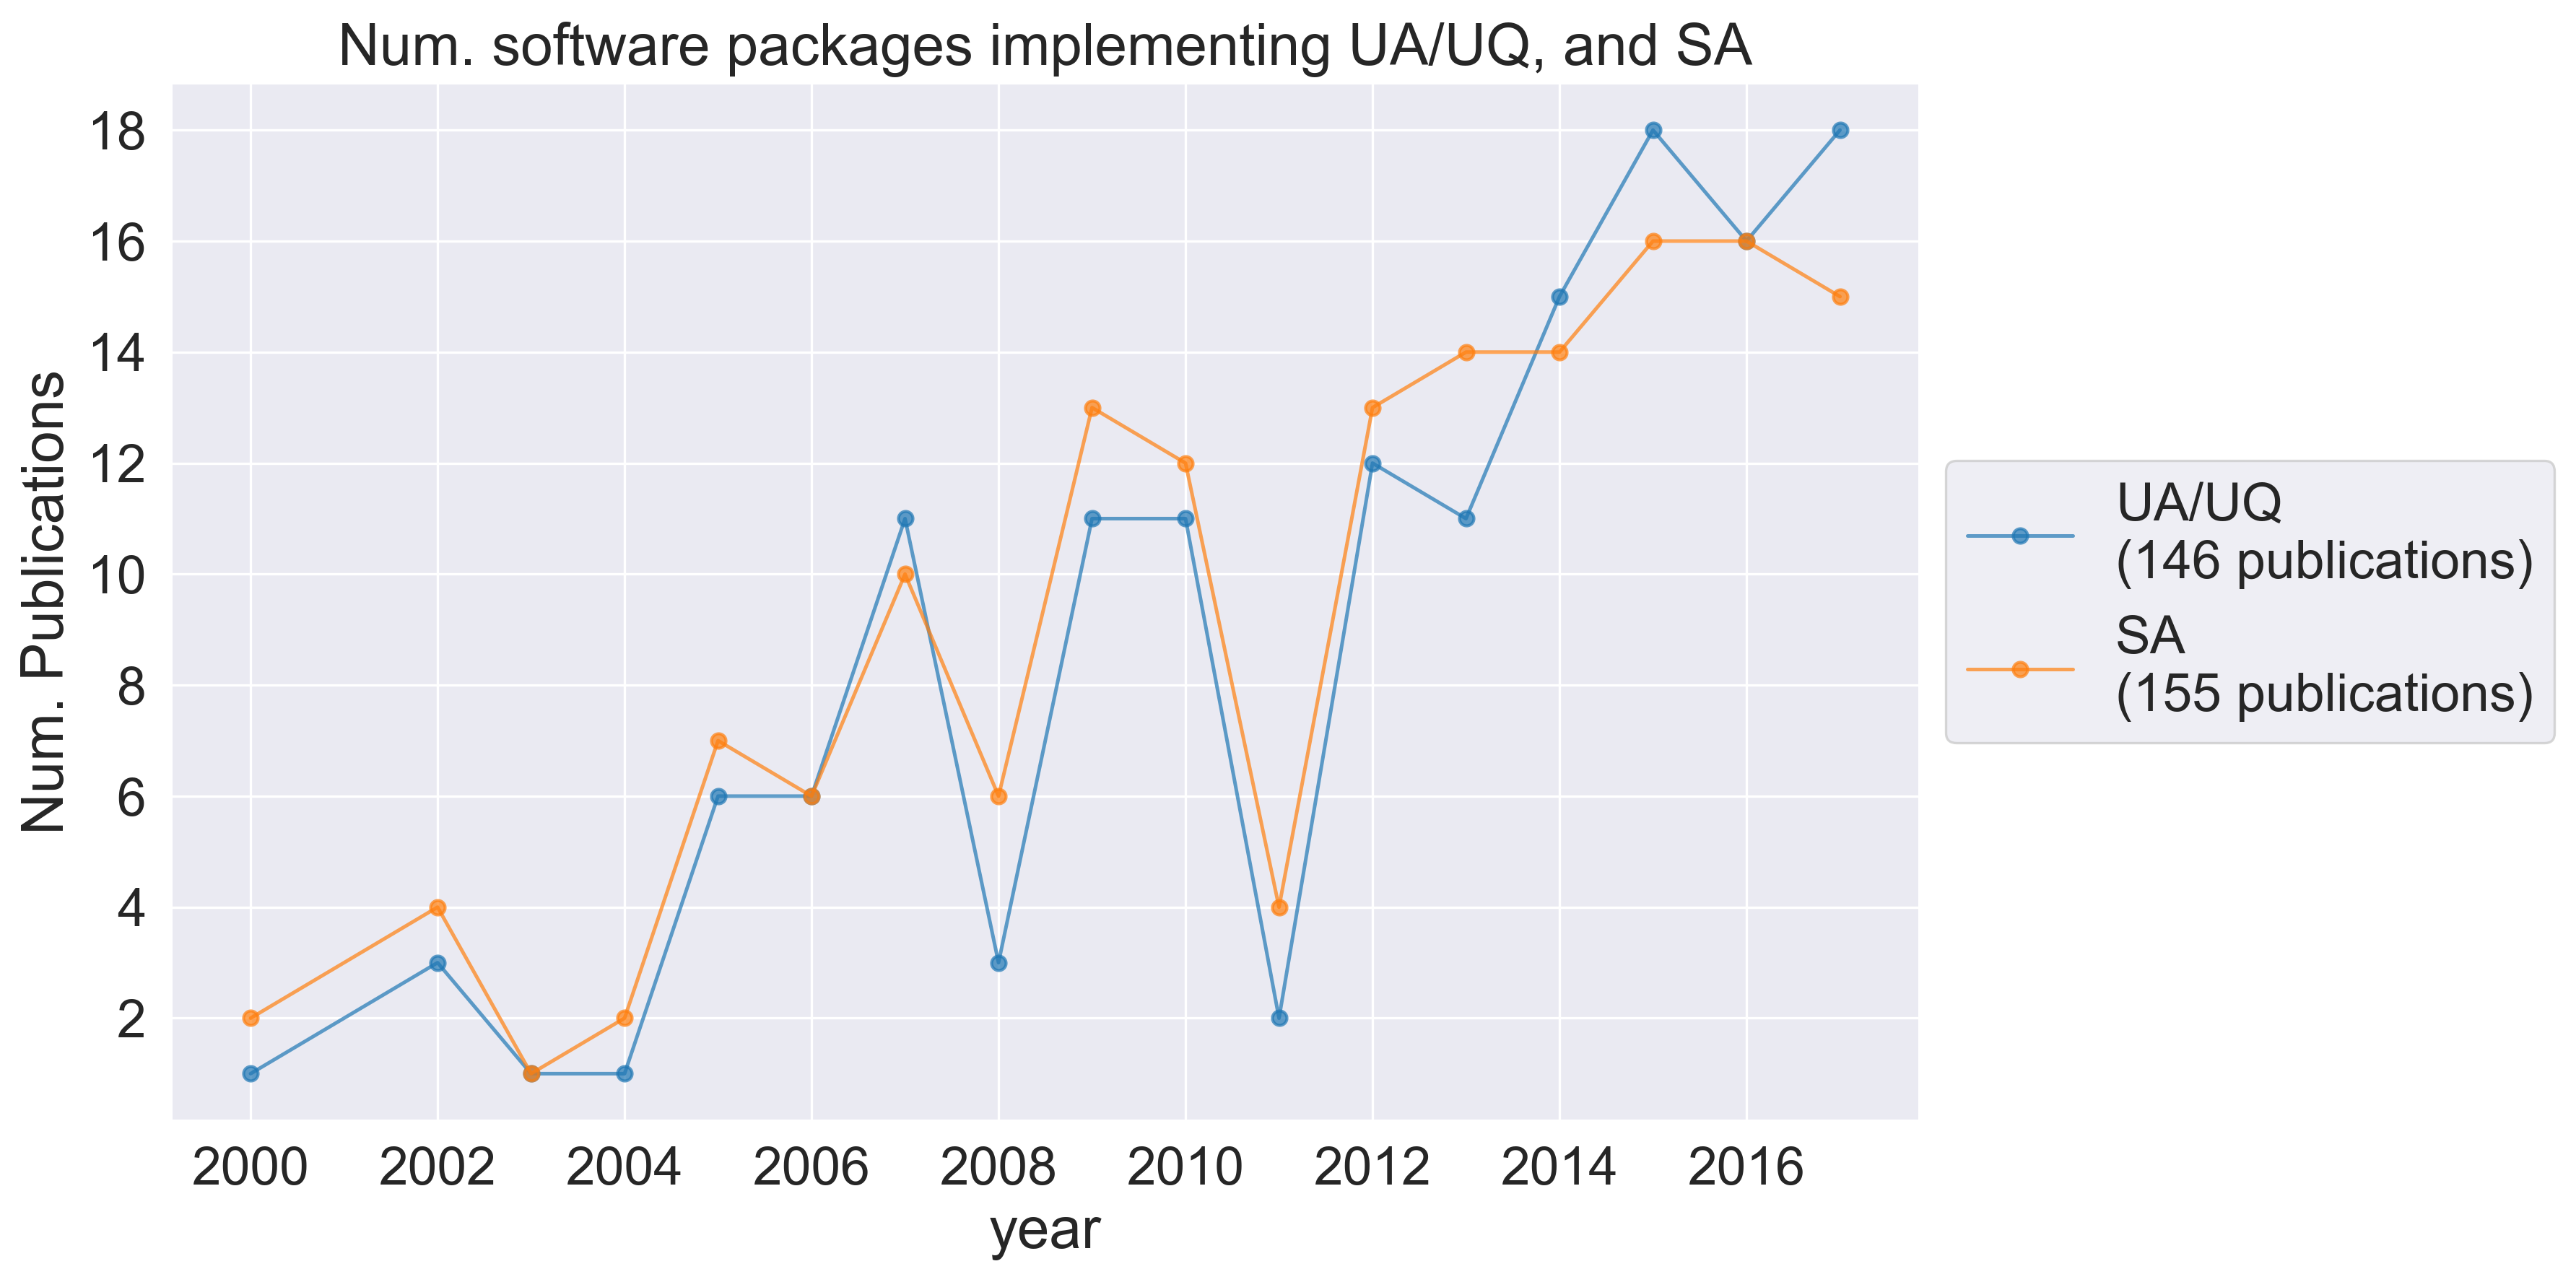 Num. software packages implementing UA/UQ, and SA
Num. Publications
18
16
14
12
10
8
6
4
2
2000 2002 2004 2006 2008 2010 2012 2014 2016
year
UA/UQ
(146 publications)
SA
(155 publications)